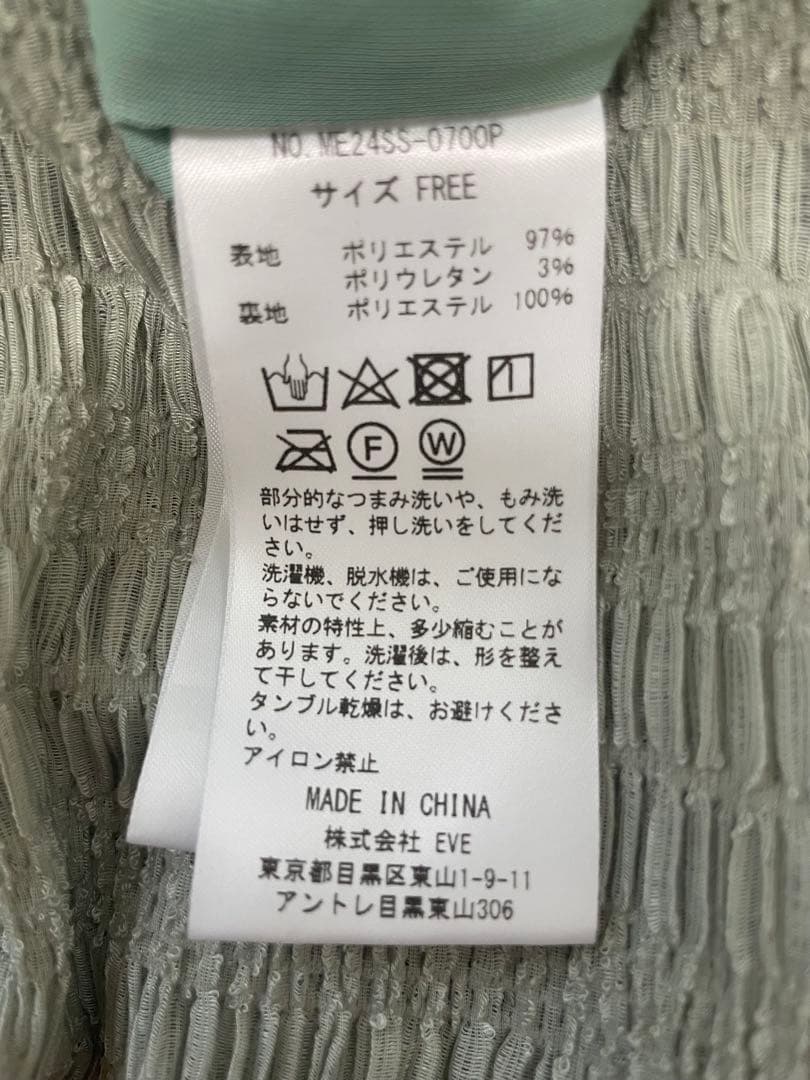 NO. ME24SS-0700P
サイズ FREE
表地 ポリエステル 97%
ポリウレタン 3%
裏地 ポリエステル 100%
F W
部分的なつまみ洗いや、もみ洗
いはせず、押し洗いをしてくだ
さい。
洗濯機、脱水機は、ご使用にな
らないでください。
素材の特性上、多少縮むことが
あります。洗濯後は、形を整え
て干してください。
タンブル乾燥は、お避けくださ
い。
アイロン禁止
MADE IN CHINA
株式会社 EVE
東京都目黒区東山1-9-11
アントレ目黒東山306